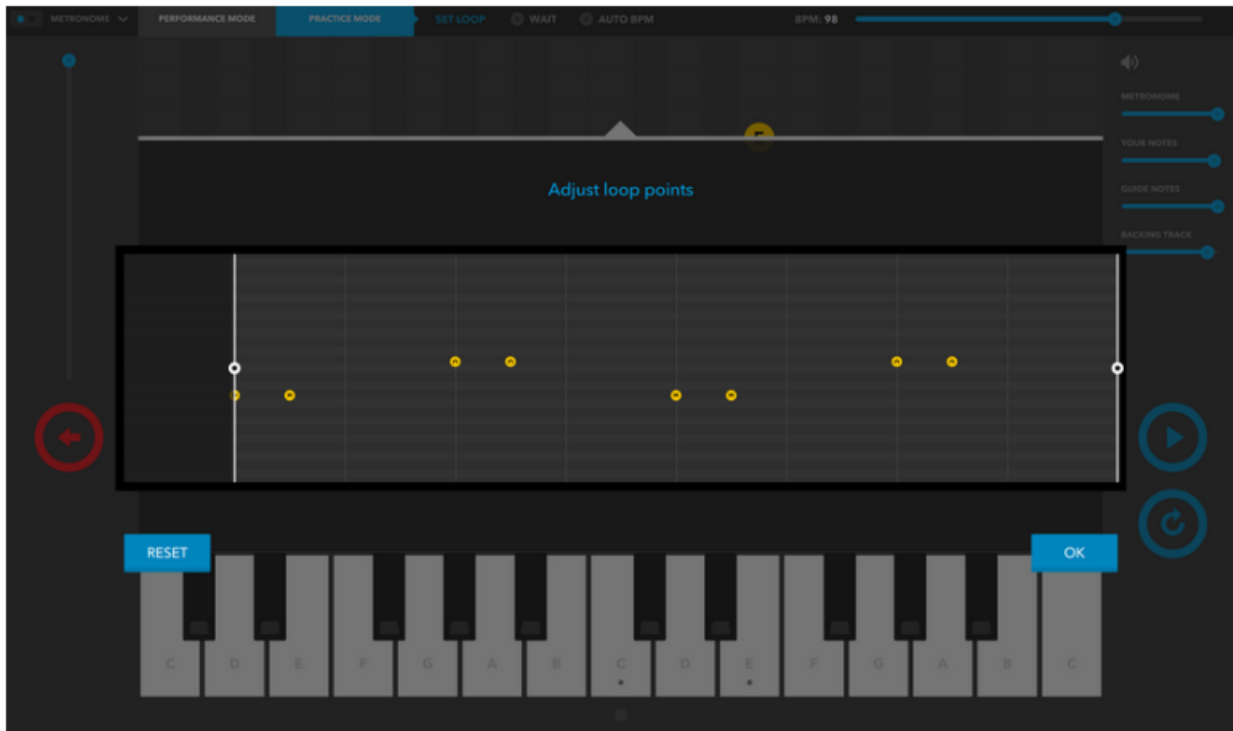 METRONOME PERFORMANCE MODE PRACTICE MODE SET LOOP WAIT AUTO BPM BPM: 98
METRONOME
YOUR NOTES
GUIDE NOTES
BACKING TRACK
Adjust loop points
RESET OK
C D E F G A B C D E F G A B C